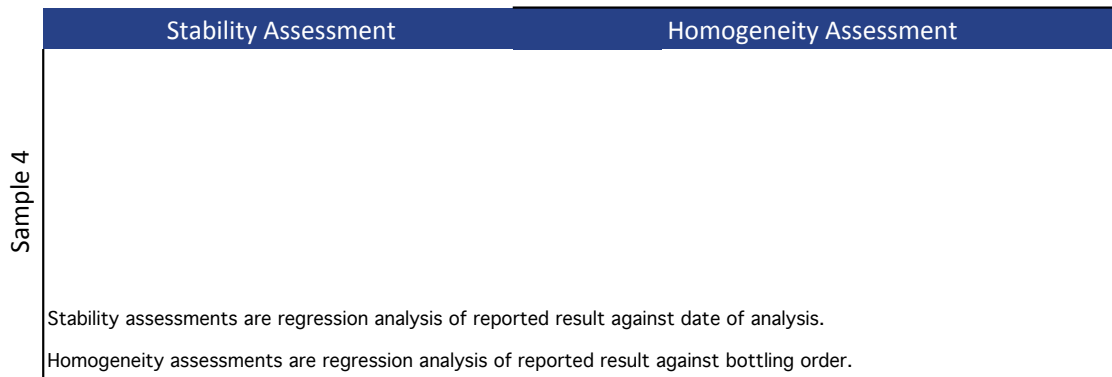 Stability Assessment
Homogeneity Assessment
Sample 4
Stability assessments are regression analysis of reported result against date of analysis.
Homogeneity assessments are regression analysis of reported result against bottling order.